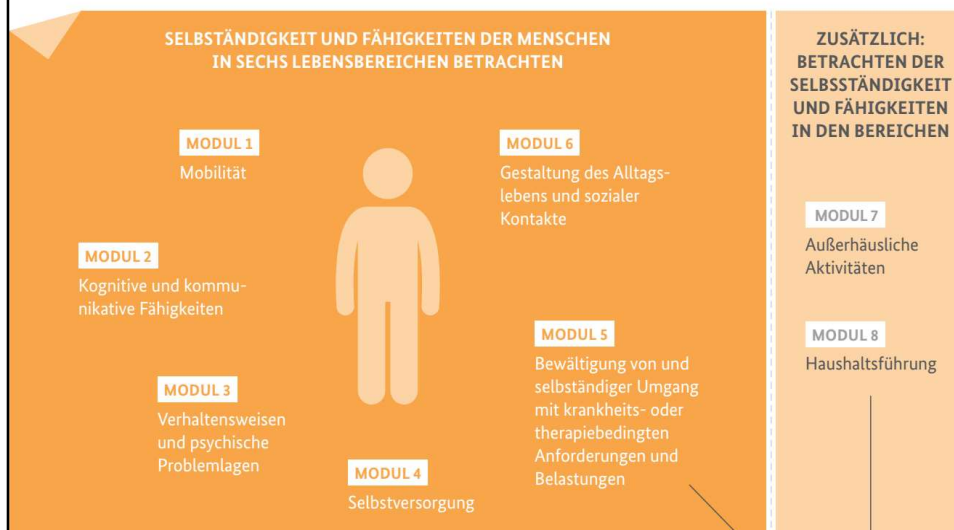 SELBSTÄNDIGKEIT UND FÄHIGKEITEN DER MENSCHEN
IN SECHS LEBENSBEREICHEN BETRACHTEN
MODUL 1
Mobilität
MODUL 2
Kognitive und kommu-
nikative Fähigkeiten
MODUL 3
Verhaltensweisen
und psychische
Problemlagen
MODUL 4
Selbstversorgung
MODUL 5
Bewältigung von und
selbständiger Umgang
mit krankheits- oder
therapiebedingten
Anforderungen und
Belastungen
MODUL 6
Gestaltung des Alltags-
lebens und sozialer
Kontakte
ZUSÄTZLICH:
BETRACHTEN DER
SELBSSTÄNDIGKEIT
UND FÄHIGKEITEN
IN DEN BEREICHEN
MODUL 7
Außerhäusliche
Aktivitäten
MODUL 8
Haushaltsführung